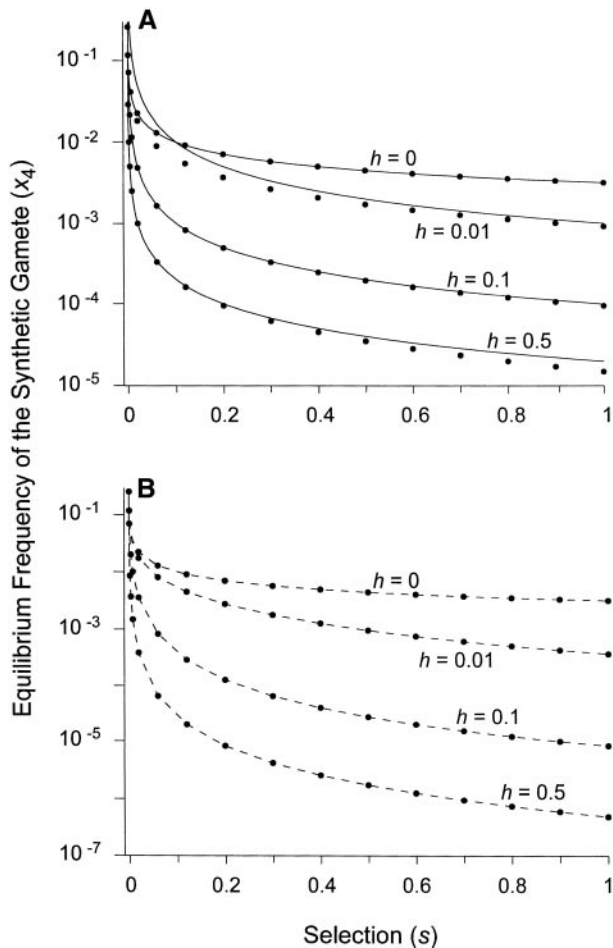 A
10⁻¹
10⁻²
10⁻³
10⁻⁴
10⁻⁵
h = 0
h = 0.01
h = 0.1
h = 0.5
0 0.2 0.4 0.6 0.8 1
Equilibrium Frequency of the Synthetic Gamete (x₄)
B
10⁻¹
10⁻³
10⁻⁵
10⁻⁷
h = 0
h = 0.01
h = 0.1
h = 0.5
0 0.2 0.4 0.6 0.8 1
Selection (s)